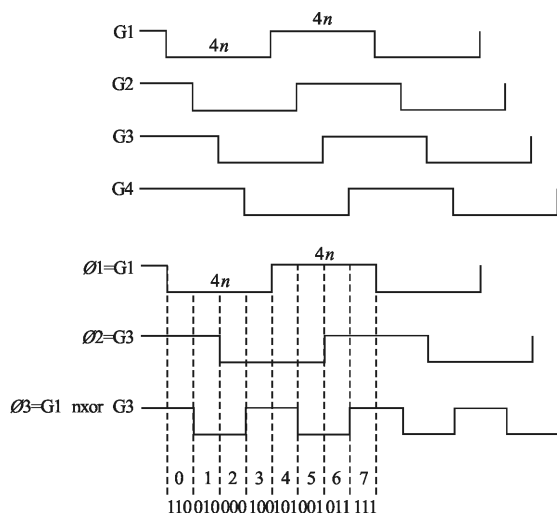 G1 4n 4n
G2
G3
G4
Ø1=G1 4n 4n
Ø2=G3
Ø3=G1 nxor G3
0 1 2 3 4 5 6 7
110 010 000 100 101 001 011 111